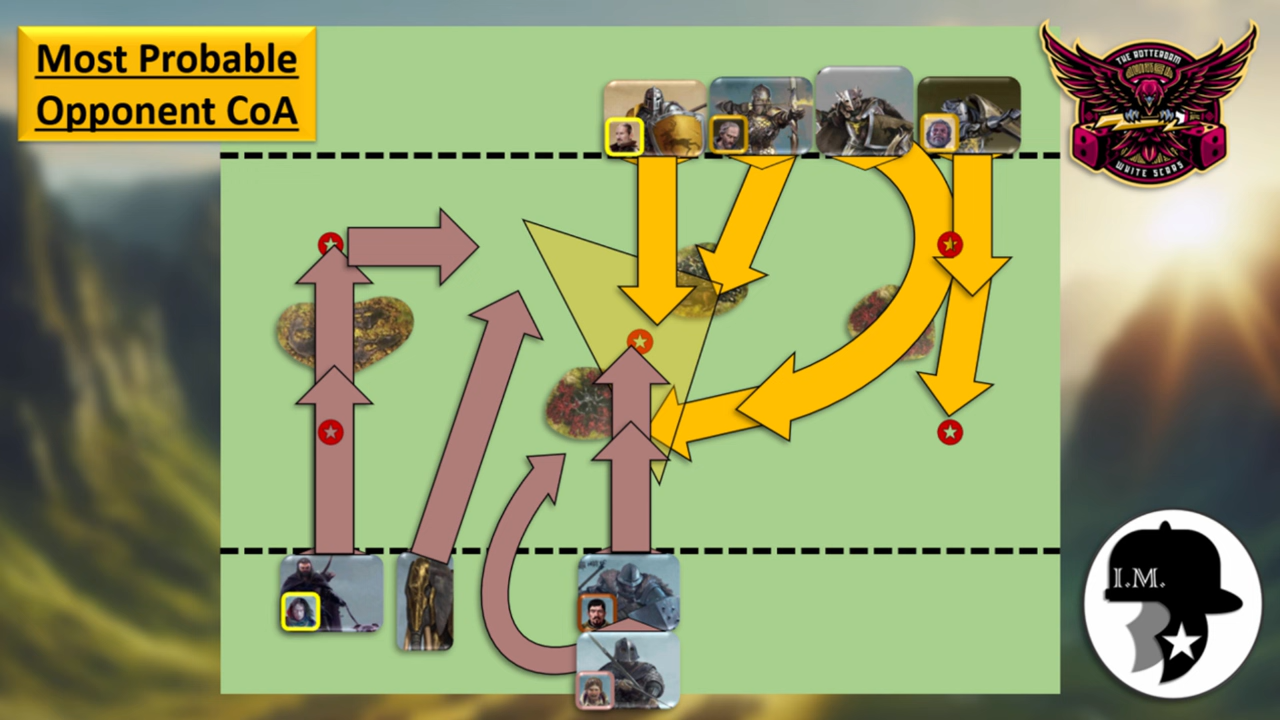 Most Probable
Opponent CoA
THE ROTTERDAM
WHITE SCARS
I.M.